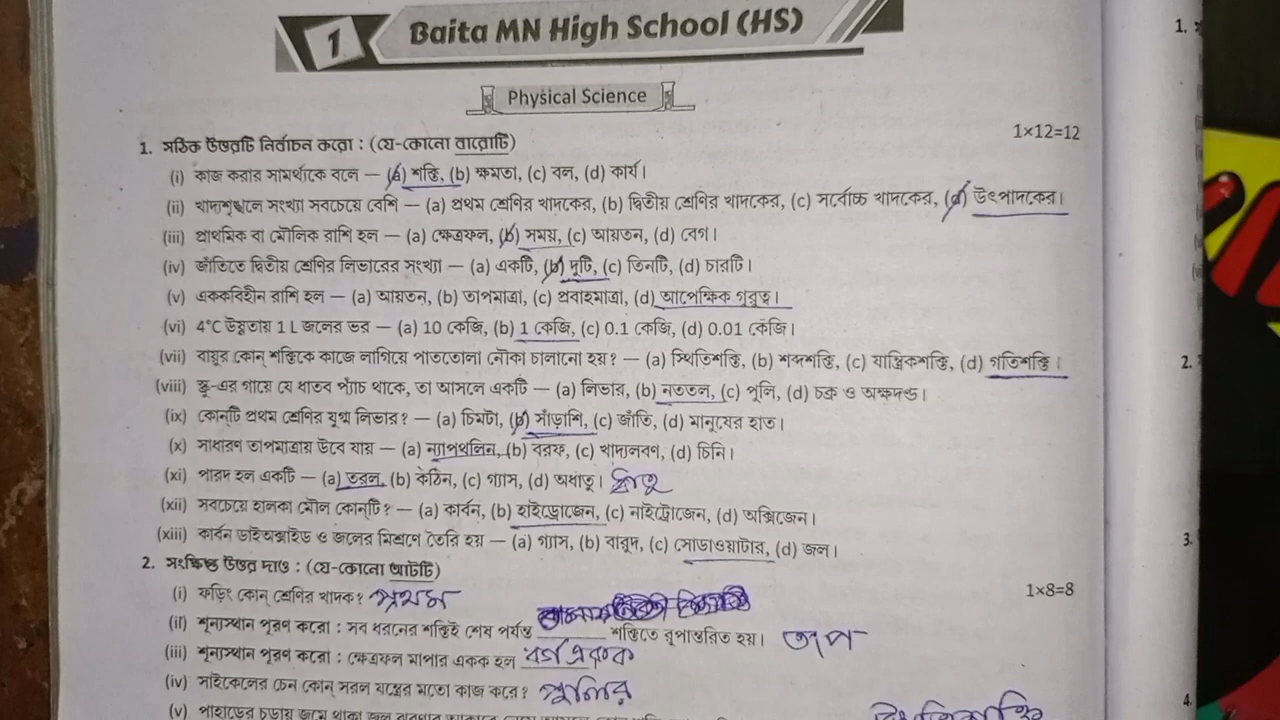 1 Baita MN High School (HS)
Physical Science
1. সঠিক উত্তরটি নির্বাচন করো : (যে-কোনো বারোটি) 1×12=12
(i) কাজ করার সামর্থ্যকে বলে — (a) শক্তি, (b) ক্ষমতা, (c) বল, (d) কার্য।
(ii) খাদ্যশৃঙ্খলে সংখ্যা সবচেয়ে বেশি — (a) প্রথম শ্রেণির খাদকের, (b) দ্বিতীয় শ্রেণির খাদকের, (c) সর্বোচ্চ খাদকের, (d) উৎপাদকের।
(iii) প্রাথমিক বা মৌলিক রাশি হল — (a) ক্ষেত্রফল, (b) সময়, (c) আয়তন, (d) বেগ।
(iv) জাঁতিতে দ্বিতীয় শ্রেণির লিভারের সংখ্যা — (a) একটি, (b) দুটি, (c) তিনটি, (d) চারটি।
(v) এককবিহীন রাশি হল — (a) আয়তন, (b) তাপমাত্রা, (c) প্রবাহমাত্রা, (d) আপেক্ষিক গুরুত্ব।
(vi) 4°C উষ্ণতায় 1 L জলের ভর — (a) 10 কেজি, (b) 1 কেজি, (c) 0.1 কেজি, (d) 0.01 কেজি।
(vii) বায়ুর কোন্ শক্তিকে কাজে লাগিয়ে পাততোলা নৌকা চালানো হয়? — (a) স্থিতিশক্তি, (b) শব্দশক্তি, (c) যান্ত্রিকশক্তি, (d) গতিশক্তি।
(viii) স্ক্রু-এর গায়ে যে ধাতব প্যাঁচ থাকে, তা আসলে একটি — (a) লিভার, (b) নততল, (c) পুলি, (d) চক্র ও অক্ষদণ্ড।
(ix) কোন্‌টি প্রথম শ্রেণির যুগ্ম লিভার? — (a) চিমটা, (b) সাঁড়াশি, (c) জাঁতি, (d) মানুষের হাত।
(x) সাধারণ তাপমাত্রায় উবে যায় — (a) ন্যাপথলিন, (b) বরফ, (c) খাদ্যলবণ, (d) চিনি।
(xi) পারদ হল একটি — (a) তরল, (b) কঠিন, (c) গ্যাস, (d) অধাতু। ধাতু
(xii) সবচেয়ে হালকা মৌল কোন্‌টি? — (a) কার্বন, (b) হাইড্রোজেন, (c) নাইট্রোজেন, (d) অক্সিজেন।
(xiii) কার্বন ডাইঅক্সাইড ও জলের মিশ্রণে তৈরি হয় — (a) গ্যাস, (b) বারুদ, (c) সোডাওয়াটার, (d) জল।
2. সংক্ষিপ্ত উত্তর দাও : (যে-কোনো আটটি) 1×8=8
(i) ফড়িং কোন্ শ্রেণির খাদক? প্রথম
(ii) শূন্যস্থান পূরণ করো : সব ধরনের শক্তিই শেষ পর্যন্ত ________ শক্তিতে রূপান্তরিত হয়। তাপ
(iii) শূন্যস্থান পূরণ করো : ক্ষেত্রফল মাপার একক হল বর্গ একক
(iv) সাইকেলের চেন কোন্ সরল যন্ত্রের মতো কাজ করে? পুলির
(v) পাহাড়ের চূড়ায় জমে থাকা জল
1.
2.
3.
4.